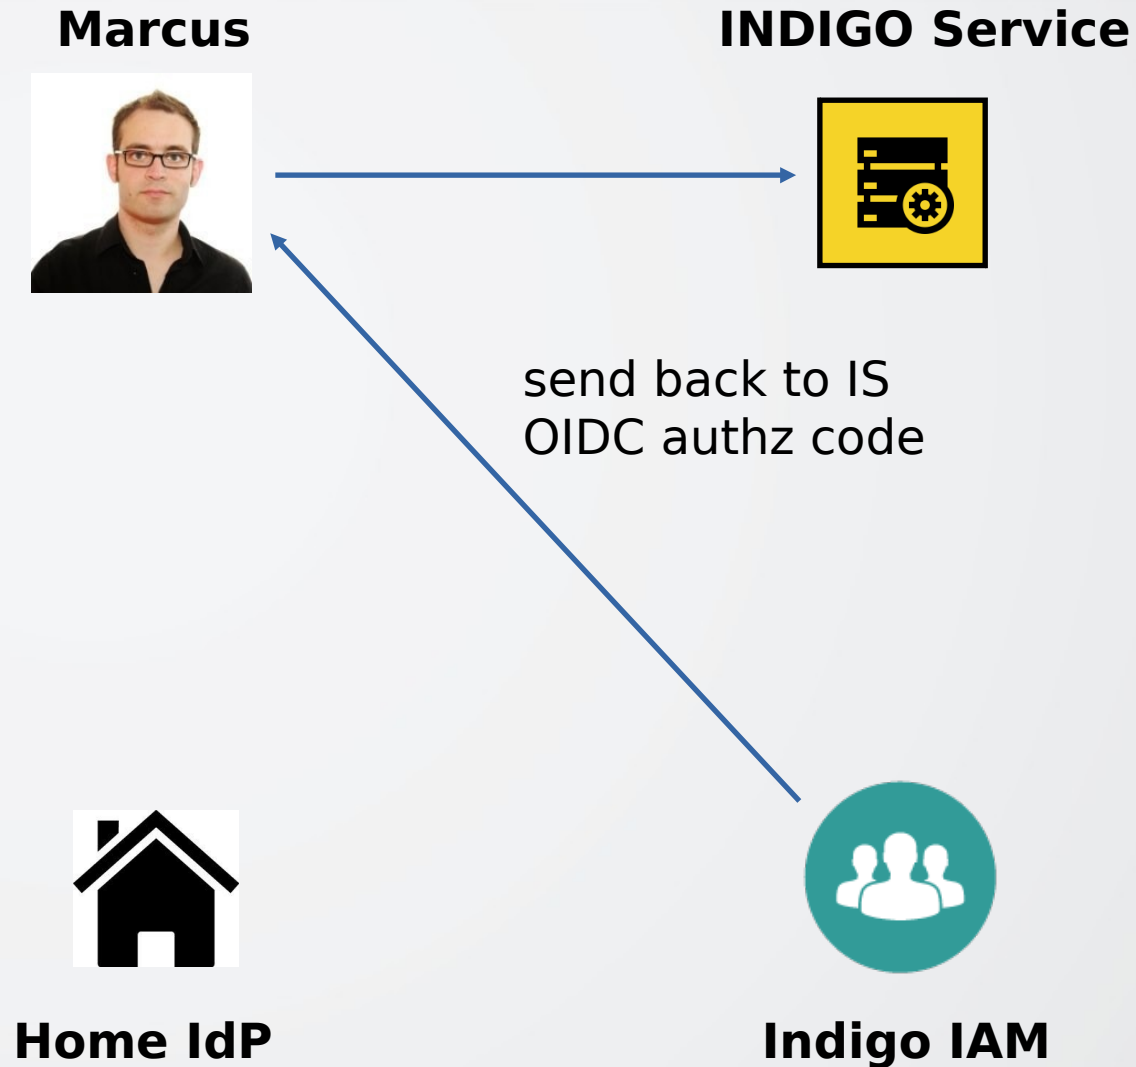 Marcus
INDIGO Service
send back to IS
OIDC authz code
Home IdP
Indigo IAM